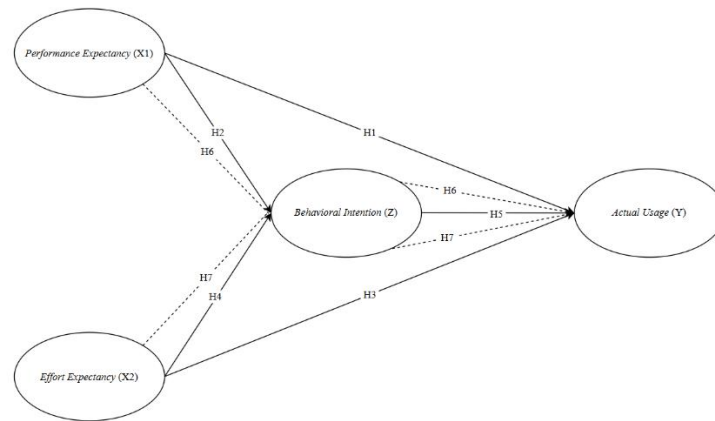 Performance Expectancy (X1)
H1
H2
H6
H6
Behavioral Intention (Z)
H5
Actual Usage (Y)
H7
H7
H4
H3
Effort Expectancy (X2)